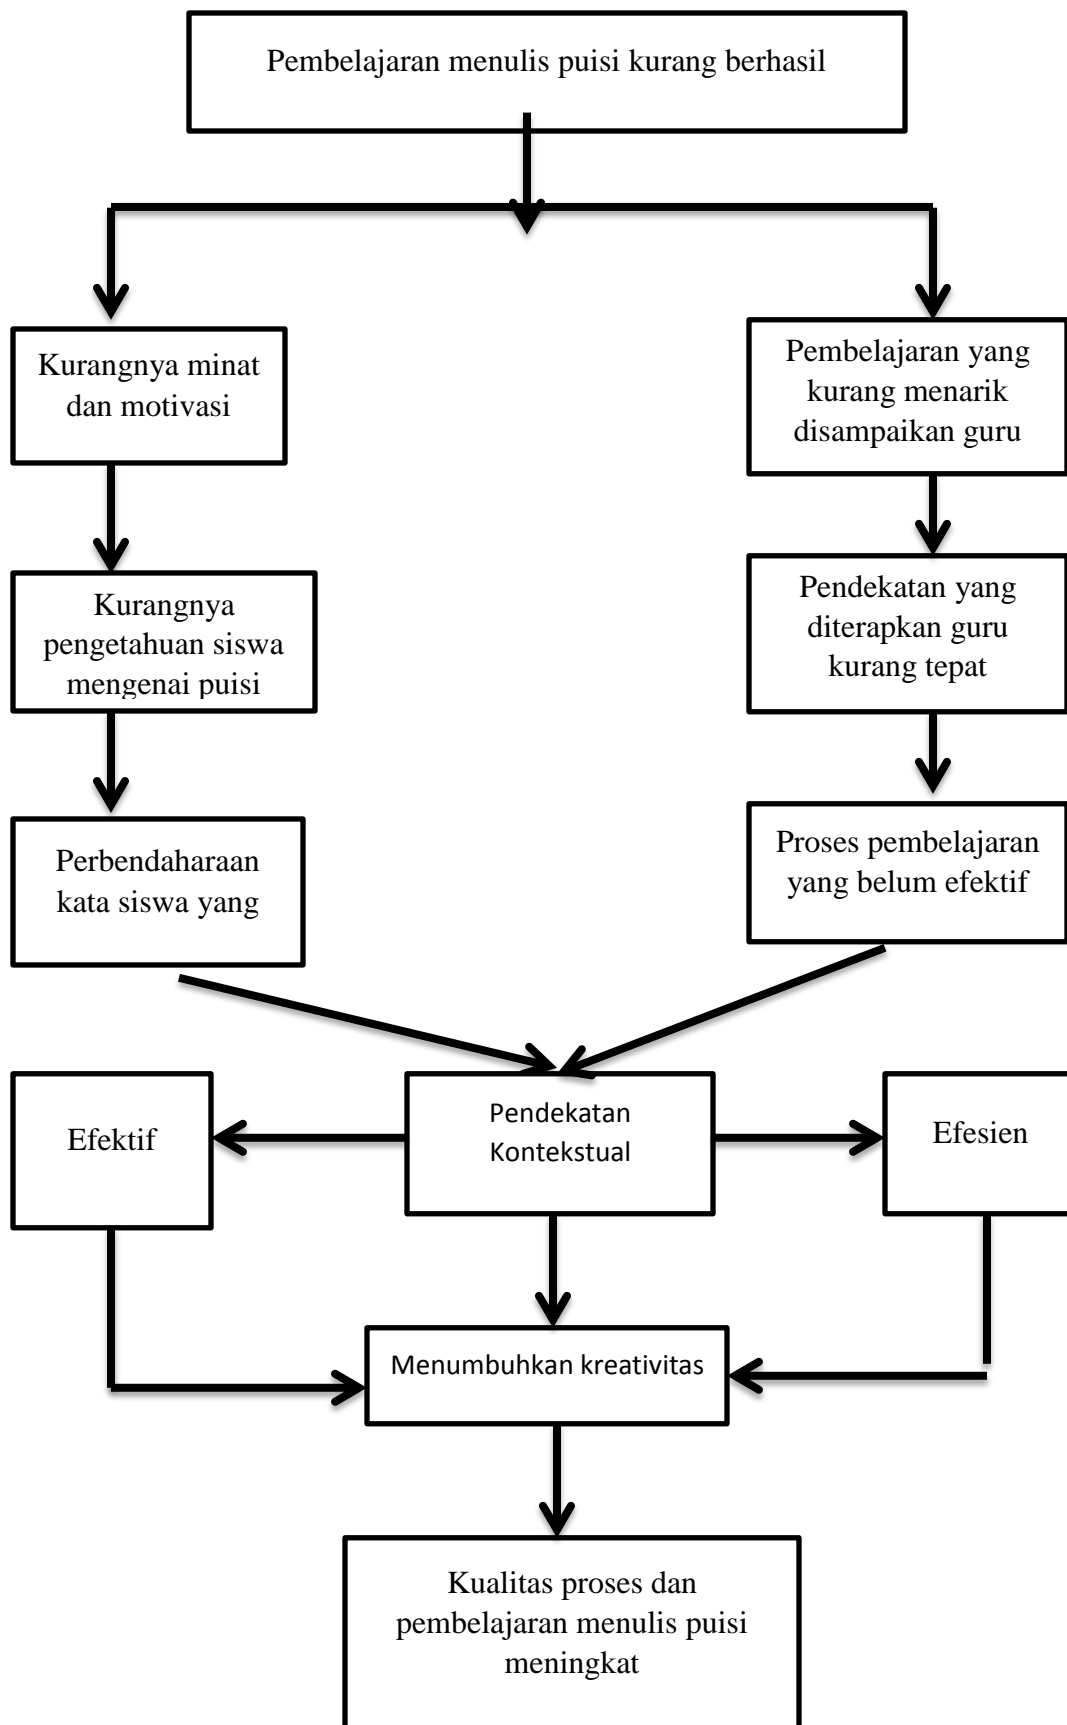 Pembelajaran menulis puisi kurang berhasil
Kurangnya minat
dan motivasi
Pembelajaran yang
kurang menarik
disampaikan guru
Kurangnya
pengetahuan siswa
mengenai puisi
Pendekatan yang
diterapkan guru
kurang tepat
Perbendaharaan
kata siswa yang
Proses pembelajaran
yang belum efektif
Efektif
Pendekatan
Kontekstual
Efesien
Menumbuhkan kreativitas
Kualitas proses dan
pembelajaran menulis puisi
meningkat